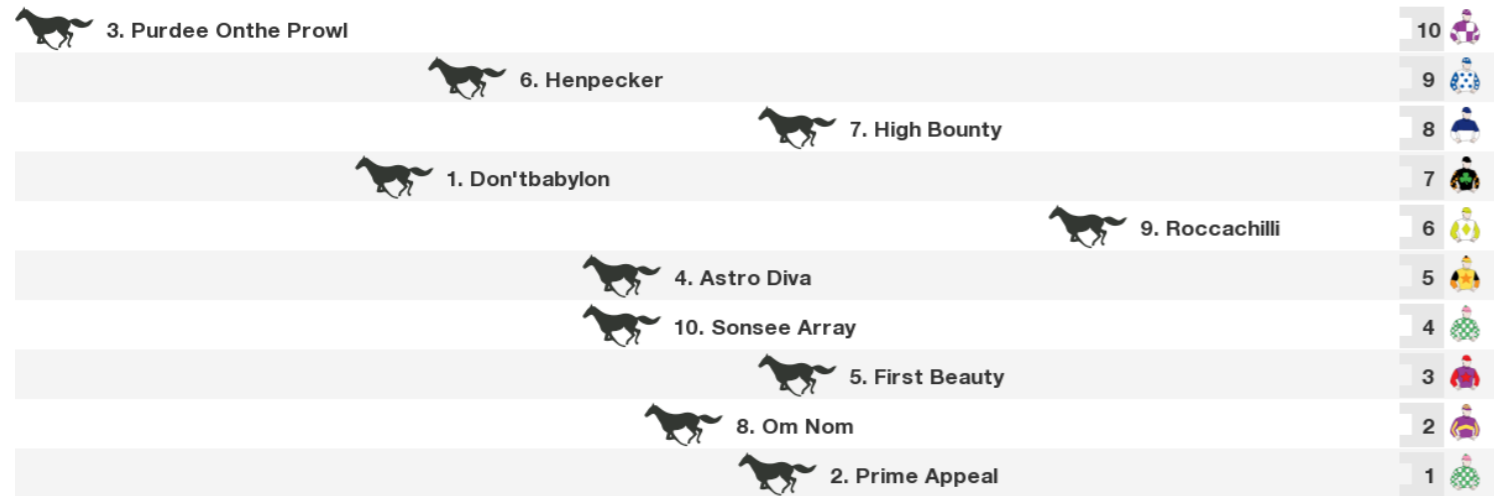 3. Purdee Onthe Prowl 10
6. Henpecker 9
7. High Bounty 8
1. Don'tbabylon 7
9. Roccachilli 6
4. Astro Diva 5
10. Sonsee Array 4
5. First Beauty 3
8. Om Nom 2
2. Prime Appeal 1